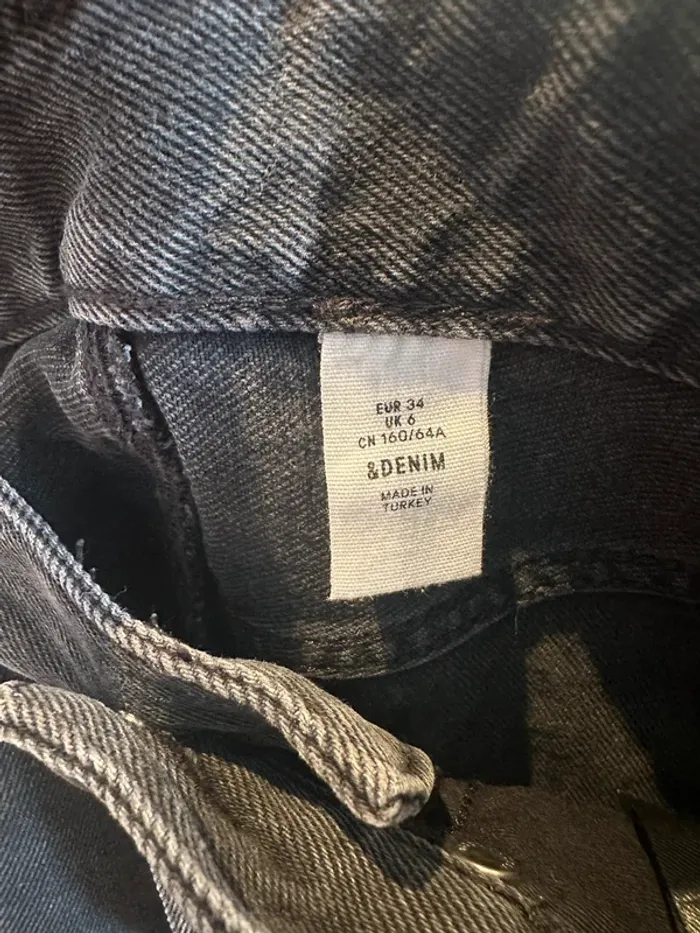 EUR 34
UK 6
CN 160/64A
&DENIM
MADE IN
TURKEY